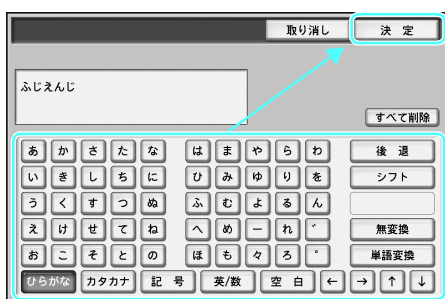 取り消し 決 定
ふじえんじ
すべて削除
あ か さ た な は ま や ら わ 後 退
い き し ち に ひ み ゆ り を シフト
う く す つ ぬ ふ む よ る ん
え け せ て ね へ め ー れ ゛ 無変換
お こ そ と の ほ も 々 ろ ゜ 単語変換
ひらがな カタカナ 記 号 英/数 空 白 ← → ↑ ↓